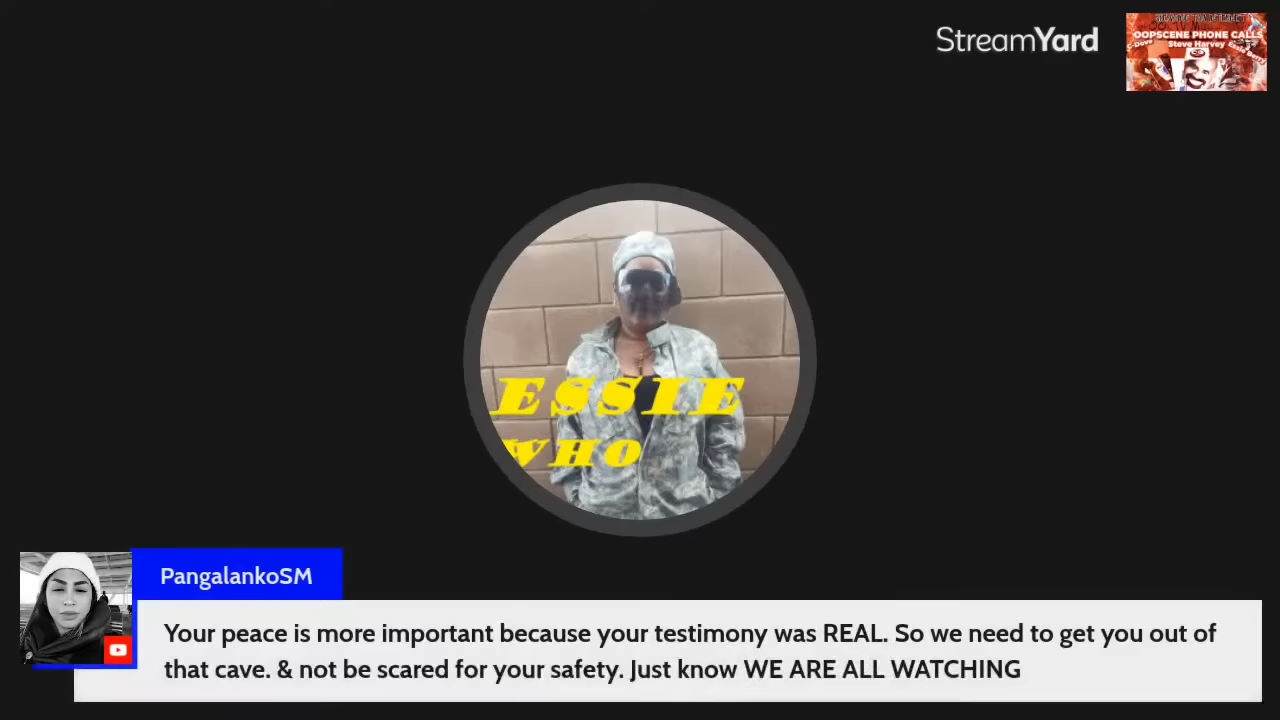 StreamYard
OOPSCENE PHONE CALLS
Steve Harvey
ESSIE
WHO
PangalankoSM
Your peace is more important because your testimony was REAL. So we need to get you out of
that cave. & not be scared for your safety. Just know WE ARE ALL WATCHING